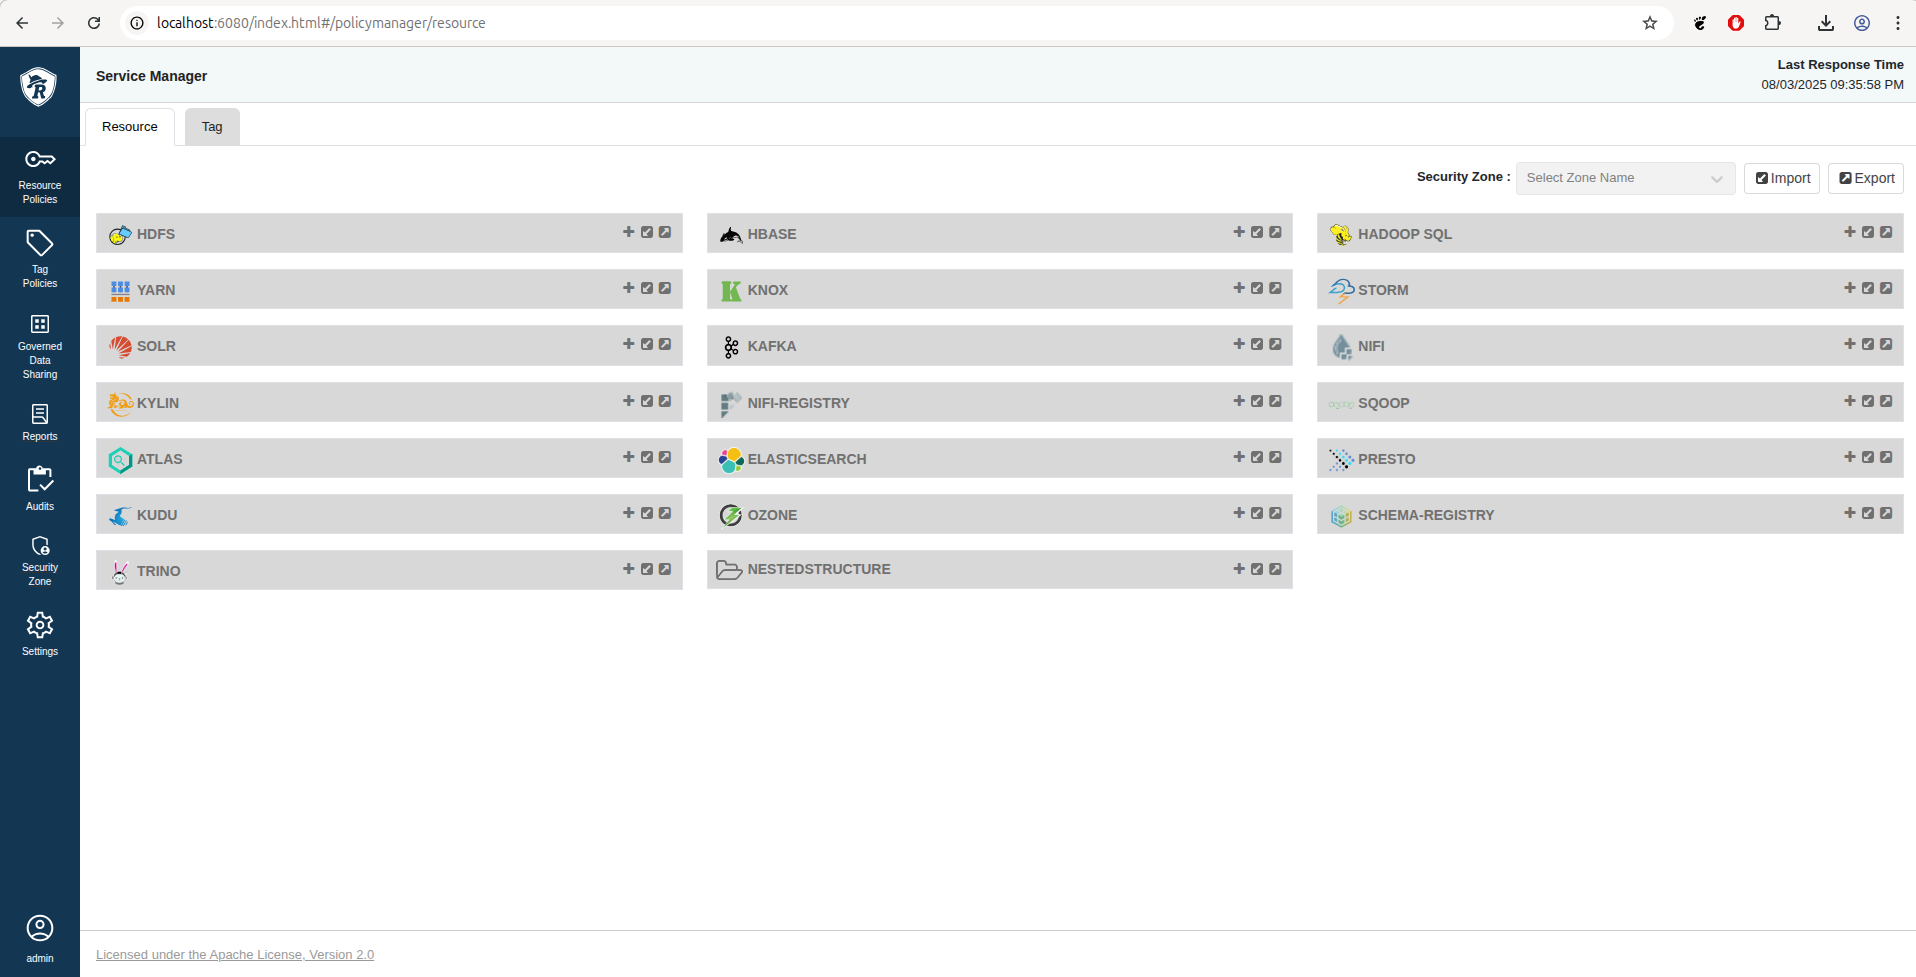 localhost:6080/index.html#/policymanager/resource
Service Manager
Last Response Time
08/03/2025 09:35:58 PM
Resource
Tag
Security Zone :
Select Zone Name
Import
Export
R
Resource
Policies
Tag
Policies
Governed
Data
Sharing
Reports
Audits
Security
Zone
Settings
admin
HDFS
HBASE
HADOOP SQL
YARN
KNOX
STORM
SOLR
KAFKA
NIFI
KYLIN
NIFI-REGISTRY
sqoop
SQOOP
ATLAS
ELASTICSEARCH
PRESTO
KUDU
OZONE
SCHEMA-REGISTRY
TRINO
NESTEDSTRUCTURE
Licensed under the Apache License, Version 2.0